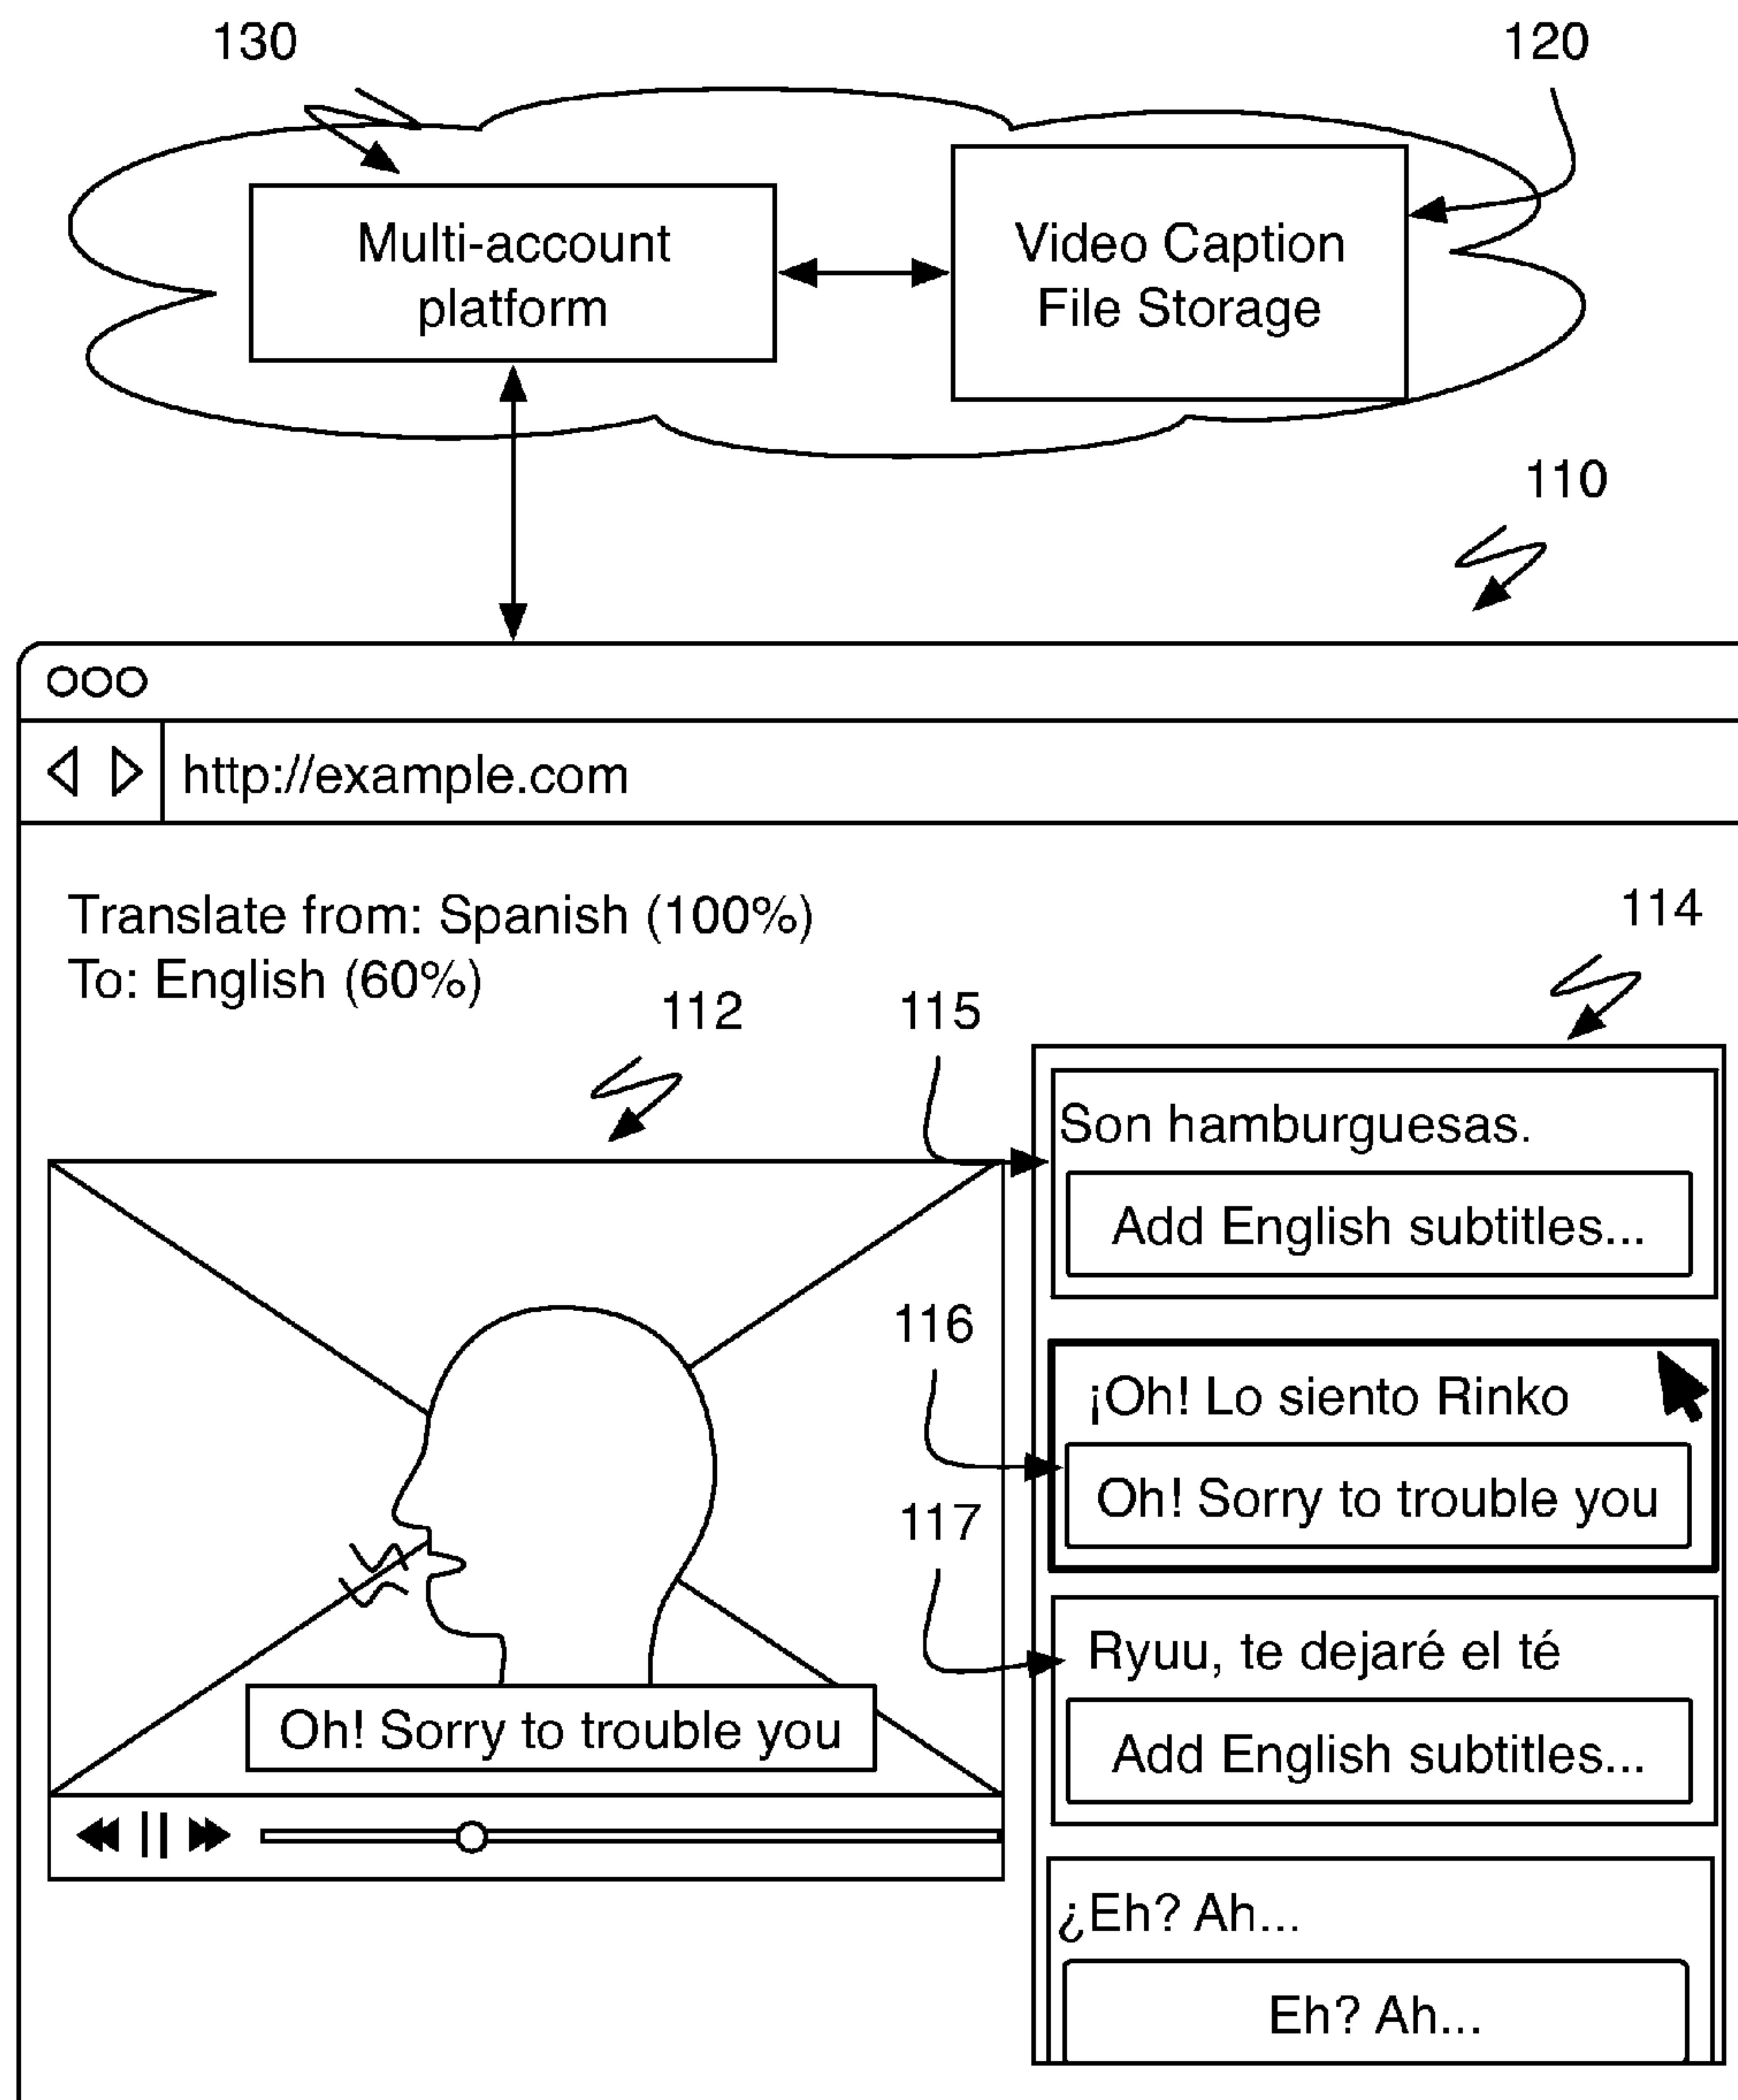 130
120
Multi-account
platform
Video Caption
File Storage
110
http://example.com
Translate from: Spanish (100%)
To: English (60%)
112
115
114
Son hamburguesas.
Add English subtitles...
116
¡Oh! Lo siento Rinko
Oh! Sorry to trouble you
117
Ryuu, te dejaré el té
Add English subtitles...
Oh! Sorry to trouble you
¿Eh? Ah...
Eh? Ah...